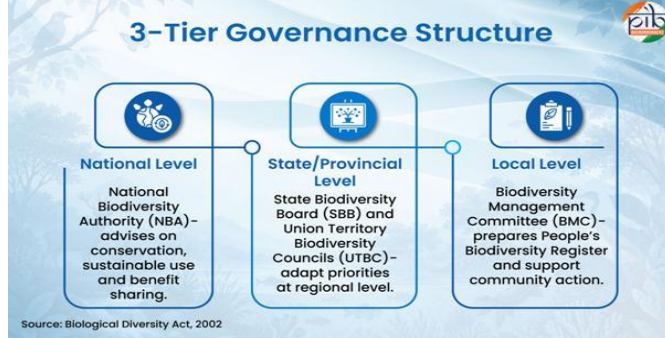 3-Tier Governance Structure
pib
National Level
National
Biodiversity
Authority (NBA)-
advises on
conservation,
sustainable use
and benefit
sharing.
State/Provincial
Level
State Biodiversity
Board (SBB) and
Union Territory
Biodiversity
Councils (UTBC)-
adapt priorities
at regional level.
Local Level
Biodiversity
Management
Committee (BMC)-
prepares People's
Biodiversity Register
and support
community action.
Source: Biological Diversity Act, 2002